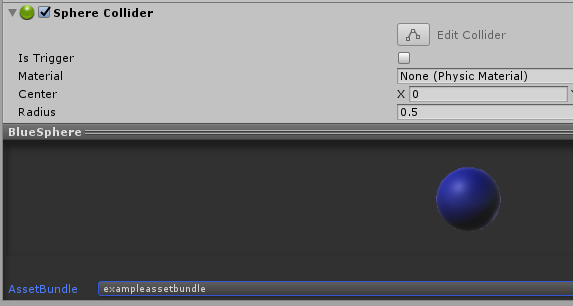 Sphere Collider
Edit Collider
Is Trigger
Material None (Physic Material)
Center X 0
Radius 0.5
BlueSphere
AssetBundle exampleassetbundle